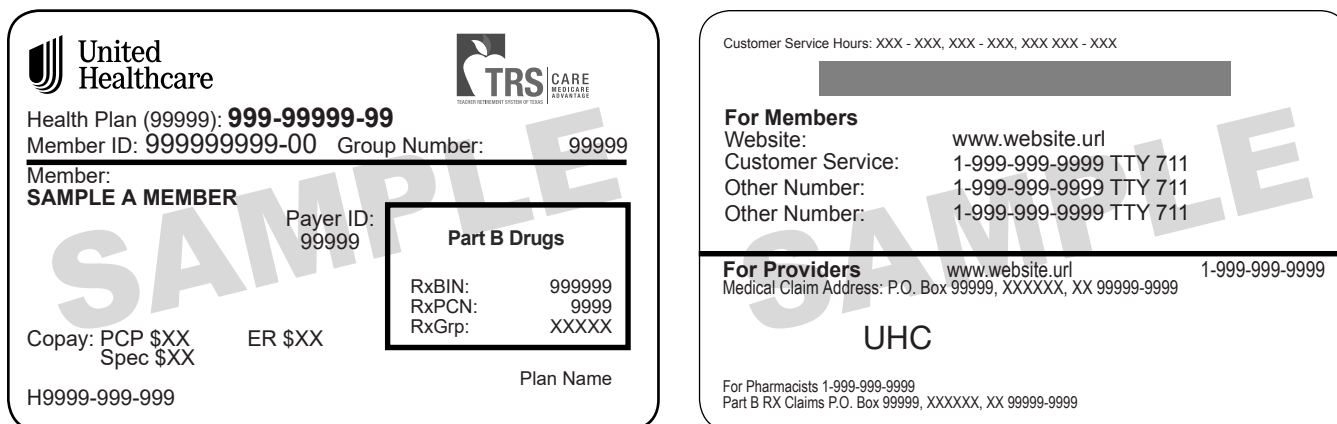 United
Healthcare
TRS CARE
MEDICARE
ADVANTAGE
TEACHER RETIREMENT SYSTEM OF TEXAS
Health Plan (99999): 999-99999-99
Member ID: 999999999-00 Group Number: 99999
Member:
SAMPLE A MEMBER
Payer ID:
99999
Part B Drugs
RxBIN: 999999
RxPCN: 9999
RxGrp: XXXXX
Copay: PCP $XX ER $XX
Spec $XX
Plan Name
H9999-999-999
SAMPLE
Customer Service Hours: XXX - XXX, XXX - XXX, XXX XXX - XXX
For Members
Website: www.website.url
Customer Service: 1-999-999-9999 TTY 711
Other Number: 1-999-999-9999 TTY 711
Other Number: 1-999-999-9999 TTY 711
For Providers www.website.url 1-999-999-9999
Medical Claim Address: P.O. Box 99999, XXXXXX, XX 99999-9999
UHC
For Pharmacists 1-999-999-9999
Part B RX Claims P.O. Box 99999, XXXXXX, XX 99999-9999
SAMPLE